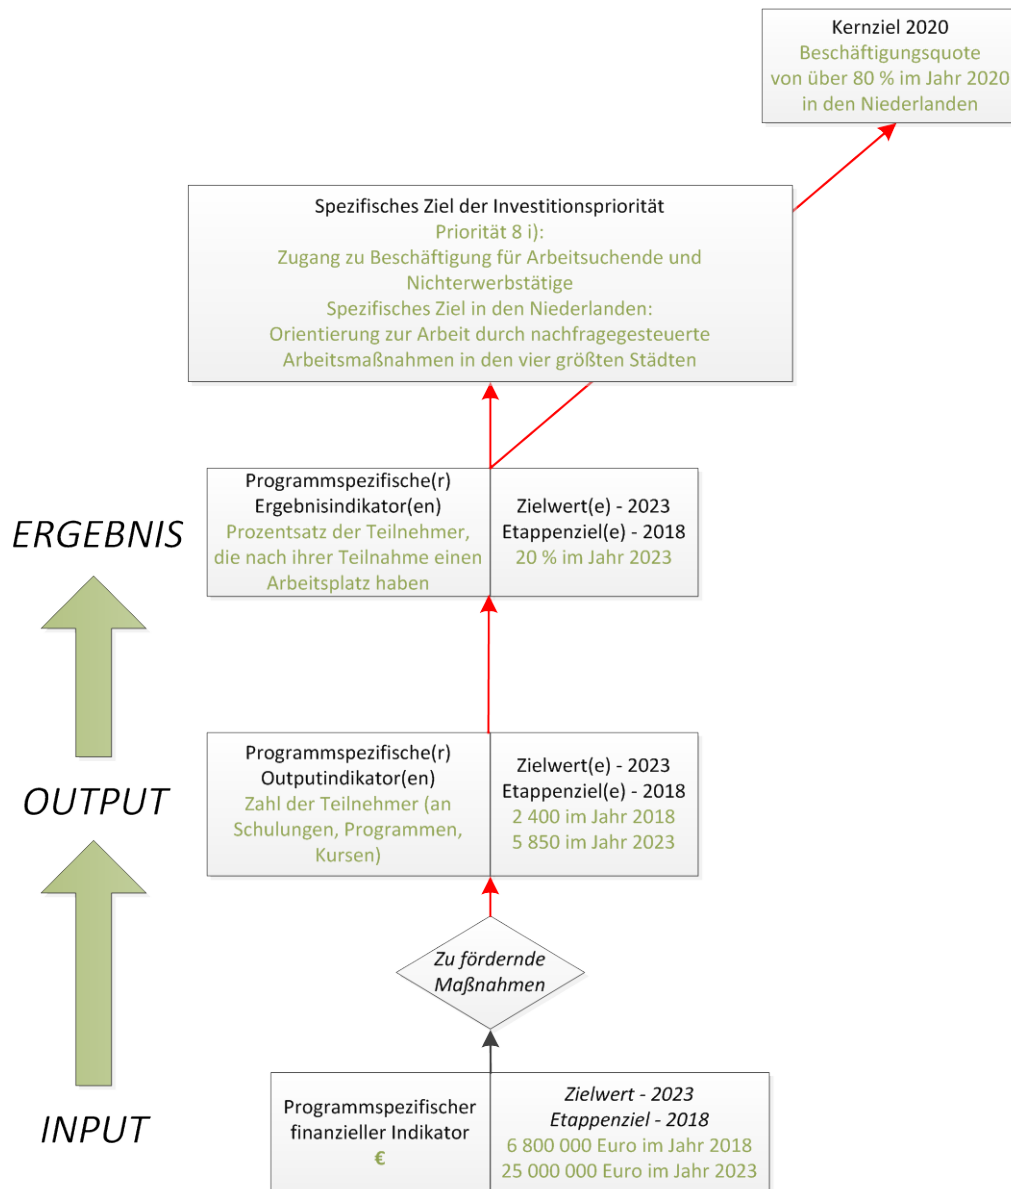 Kernziel 2020
Beschäftigungsquote
von über 80 % im Jahr 2020
in den Niederlanden
Spezifisches Ziel der Investitionspriorität
Priorität 8 i):
Zugang zu Beschäftigung für Arbeitsuchende und
Nichterwerbstätige
Spezifisches Ziel in den Niederlanden:
Orientierung zur Arbeit durch nachfragegesteuerte
Arbeitsmaßnahmen in den vier größten Städten
ERGEBNIS
Programmspezifische(r)
Ergebnisindikator(en)
Prozentsatz der Teilnehmer,
die nach ihrer Teilnahme einen
Arbeitsplatz haben
Zielwert(e) - 2023
Etappenziel(e) - 2018
20 % im Jahr 2023
OUTPUT
Programmspezifische(r)
Outputindikator(en)
Zahl der Teilnehmer (an
Schulungen, Programmen,
Kursen)
Zielwert(e) - 2023
Etappenziel(e) - 2018
2 400 im Jahr 2018
5 850 im Jahr 2023
Zu fördernde
Maßnahmen
INPUT
Programmspezifischer
finanzieller Indikator
€
Zielwert - 2023
Etappenziel - 2018
6 800 000 Euro im Jahr 2018
25 000 000 Euro im Jahr 2023